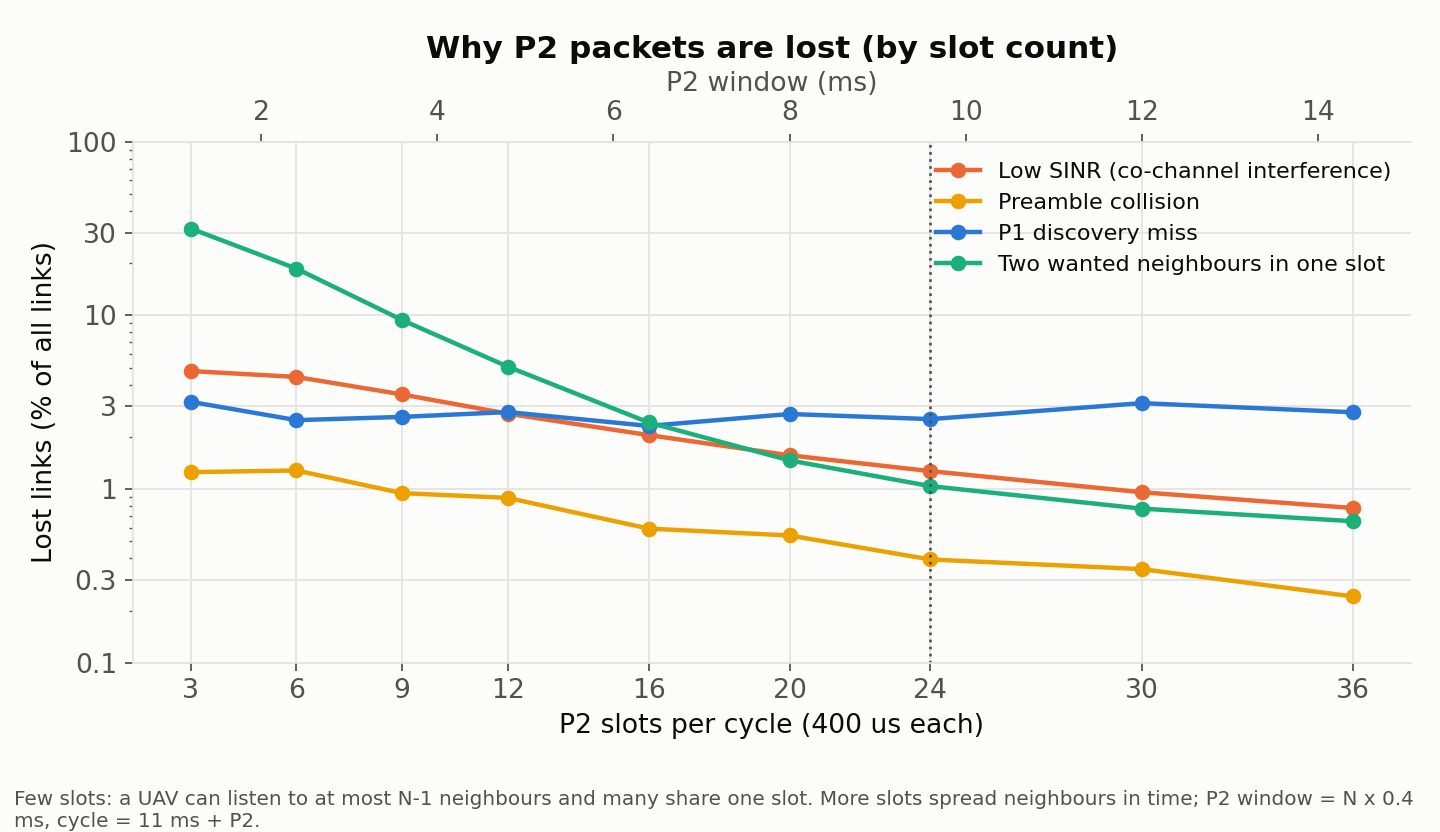 Why P2 packets are lost (by slot count)
P2 window (ms)
2 4 6 8 10 12 14
100
30
10
3
1
0.3
0.1
Lost links (% of all links)
Low SINR (co-channel interference)
Preamble collision
P1 discovery miss
Two wanted neighbours in one slot
3 6 9 12 16 20 24 30 36
P2 slots per cycle (400 us each)
Few slots: a UAV can listen to at most N-1 neighbours and many share one slot. More slots spread neighbours in time; P2 window = N x 0.4
ms, cycle = 11 ms + P2.